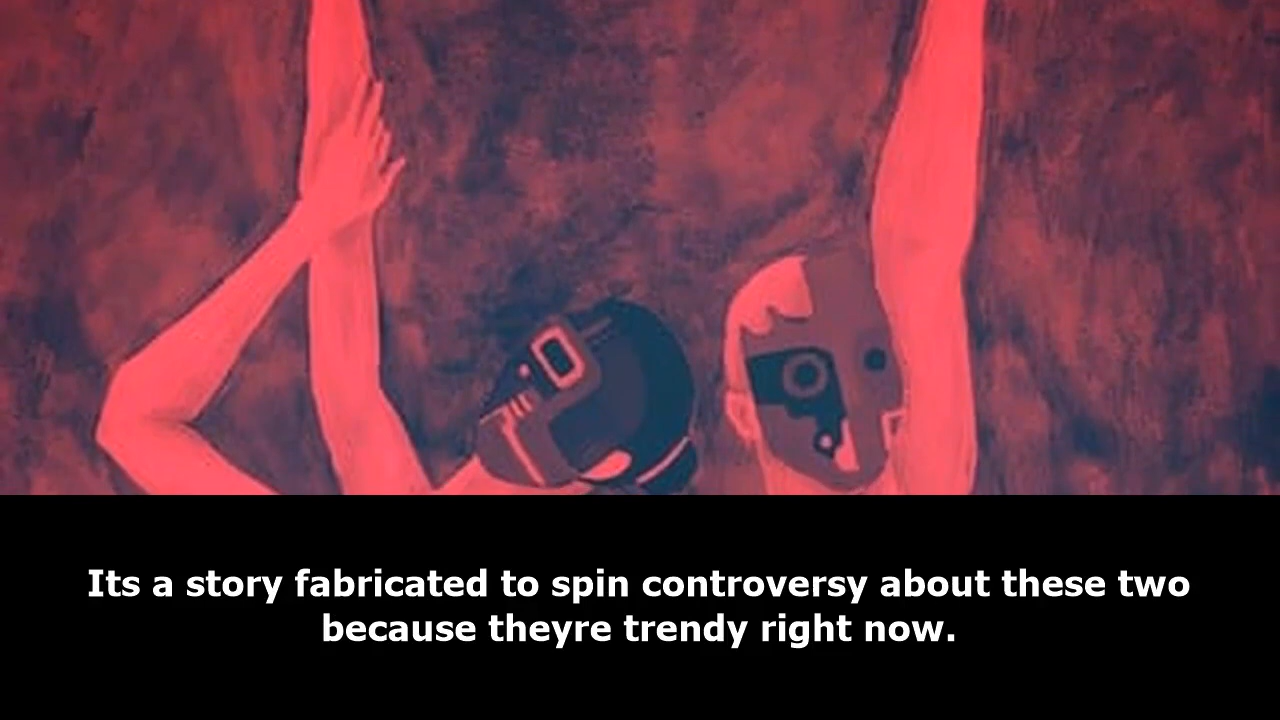 Its a story fabricated to spin controversy about these two
because theyre trendy right now.